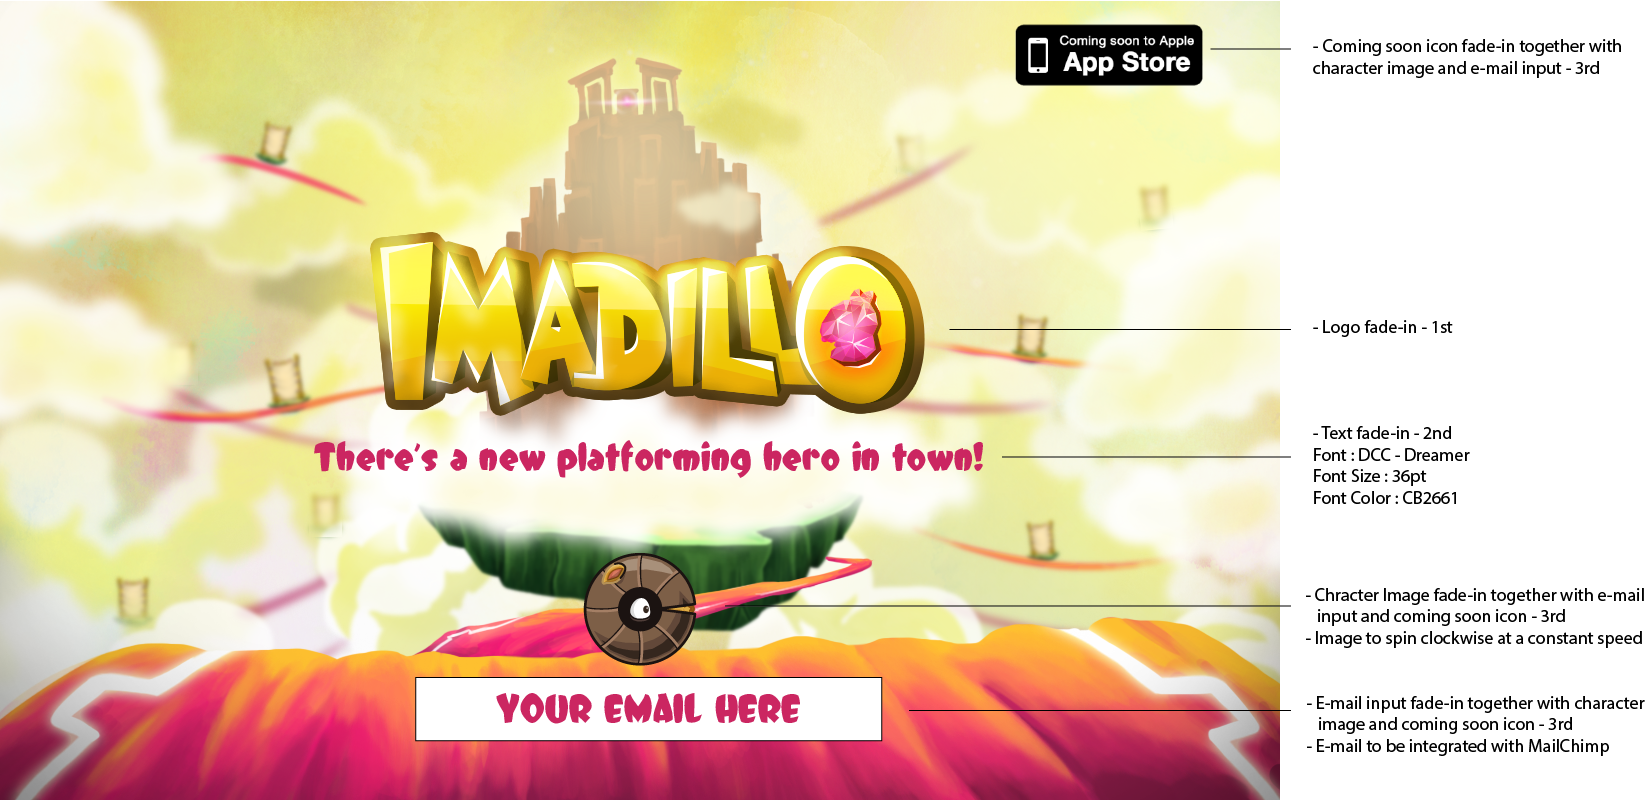 Coming soon to Apple
App Store
- Coming soon icon fade-in together with
character image and e-mail input - 3rd
IMADILLO
- Logo fade-in - 1st
There's a new platforming hero in town!
- Text fade-in - 2nd
Font : DCC - Dreamer
Font Size : 36pt
Font Color : CB2661
- Chracter Image fade-in together with e-mail
input and coming soon icon - 3rd
- Image to spin clockwise at a constant speed
YOUR EMAIL HERE
- E-mail input fade-in together with character
image and coming soon icon - 3rd
- E-mail to be integrated with MailChimp